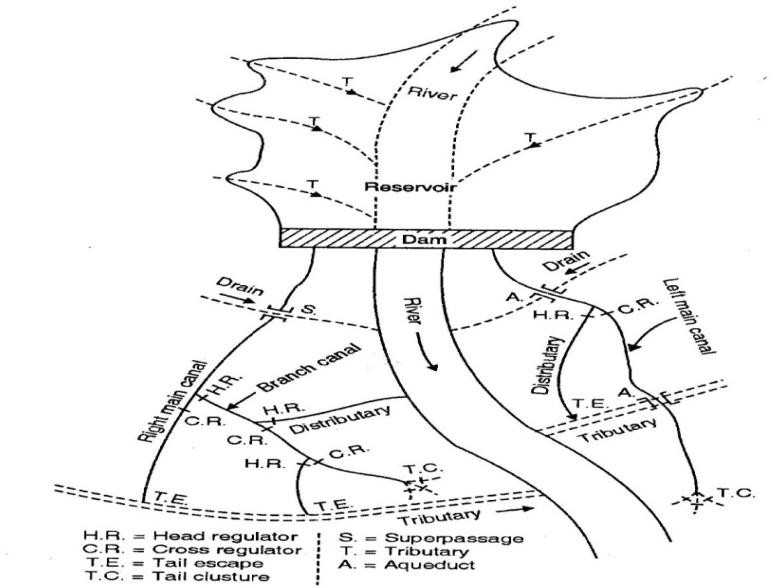 T
River
T
T
T
Reservoir
Dam
Drain
Drain
S.
A.
River
H.R.
C.R.
Left main canal
Right main canal
H.R.
Branch canal
Distributary
T.E.
A.
C.R.
H.R.
Distributary
Tributary
C.R.
C.R.
H.R.
T.C.
T.C.
T.E.
T.E.
Tributary
H.R. = Head regulator
C.R. = Cross regulator
T.E. = Tail escape
T.C. = Tail clusture
S. = Superpassage
T. = Tributary
A. = Aqueduct